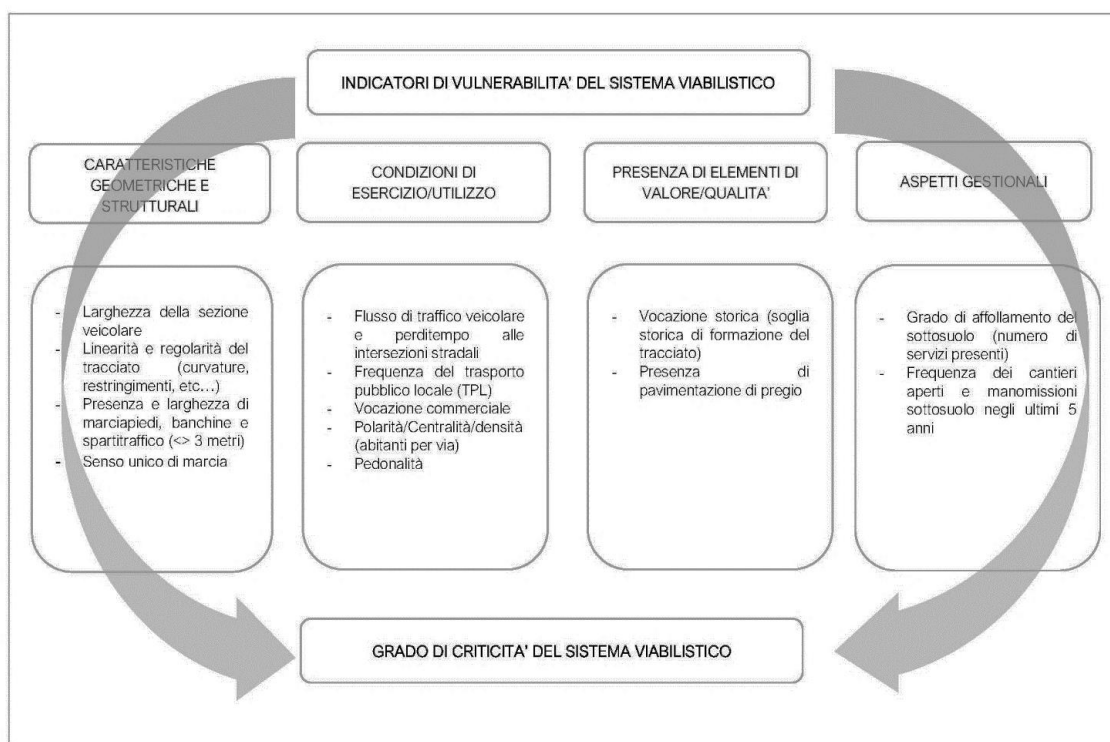 INDICATORI DI VULNERABILITA' DEL SISTEMA VIABILISTICO
CARATTERISTICHE
GEOMETRICHE E
STRUTTURALI
CONDIZIONI DI
ESERCIZIO/UTILIZZO
PRESENZA DI ELEMENTI DI
VALORE/QUALITA'
ASPETTI GESTIONALI
- Larghezza della sezione
veicolare
- Linearità e regolarità del
tracciato (curvature,
restringimenti, etc...)
- Presenza e larghezza di
marciapiedi, banchine e
spartitraffico (<> 3 metri)
- Senso unico di marcia
- Flusso di traffico veicolare
e perditempo alle
intersezioni stradali
- Frequenza del trasporto
pubblico locale (TPL)
- Vocazione commerciale
- Polarità/Centralità/densità
(abitanti per via)
- Pedonalità
- Vocazione storica (soglia
storica di formazione del
tracciato)
- Presenza di
pavimentazione di pregio
- Grado di affollamento del
sottosuolo (numero di
servizi presenti)
- Frequenza dei cantieri
aperti e manomissioni
sottosuolo negli ultimi 5
anni
GRADO DI CRITICITA' DEL SISTEMA VIABILISTICO